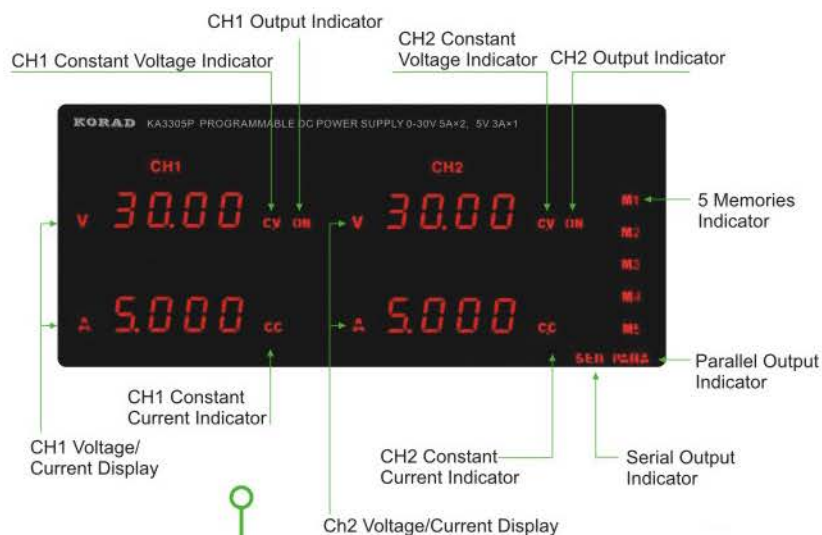 CH1 Output Indicator
CH1 Constant Voltage Indicator
CH2 Constant
Voltage Indicator
CH2 Output Indicator
KORAD KA3305P PROGRAMMABLE DC POWER SUPPLY 0-30V 5A×2, 5V 3A×1
CH1
CH2
V 30.00 CV ON
V 30.00 CV ON
A 5.000 CC
A 5.000 CC
M1
M2
M3
M4
M5
SER PARA
5 Memories
Indicator
Parallel Output
Indicator
CH1 Constant
Current Indicator
CH1 Voltage/
Current Display
CH2 Constant
Current Indicator
Serial Output
Indicator
Ch2 Voltage/Current Display